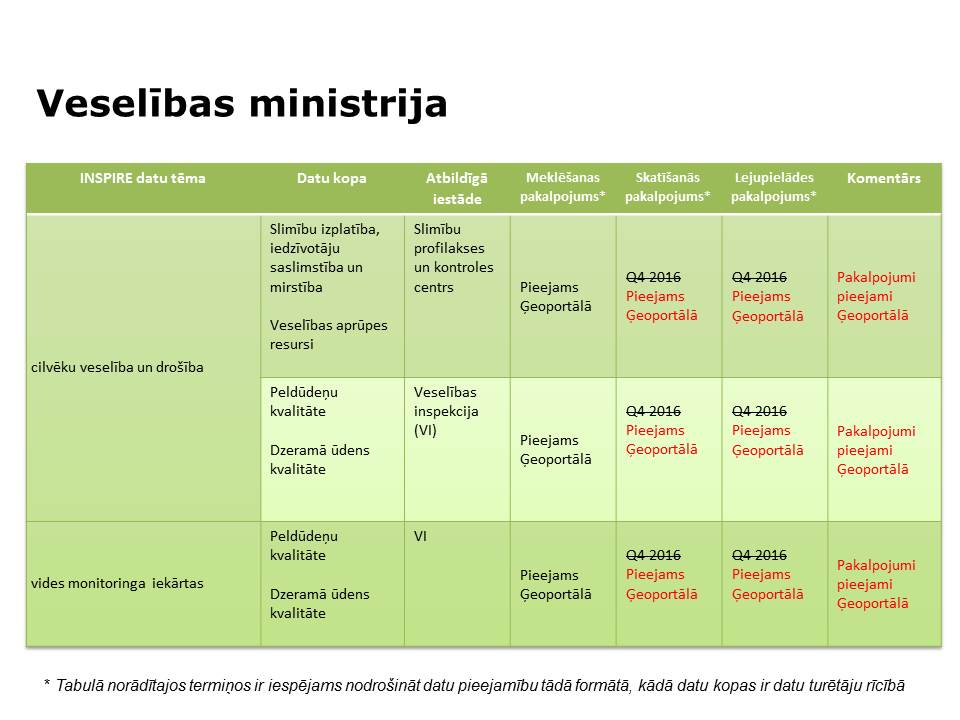 Veselības ministrija
INSPIRE datu tēma
Datu kopa
Atbildīgā
iestāde
Meklēšanas
pakalpojums*
Skatīšanās
pakalpojums*
Lejupielādes
pakalpojums*
Komentārs
cilvēku veselība un drošība
Slimību izplatība,
iedzīvotāju
saslimstība un
mirstība
Veselības aprūpes
resursi
Slimību
profilakses
un kontroles
centrs
Pieejams
Ģeoportālā
Q4 2016
Pieejams
Ģeoportālā
Q4 2016
Pieejams
Ģeoportālā
Pakalpojumi
pieejami
Ģeoportālā
Peldūdeņu
kvalitāte
Dzeramā ūdens
kvalitāte
Veselības
inspekcija
(VI)
Pieejams
Ģeoportālā
Q4 2016
Pieejams
Ģeoportālā
Q4 2016
Pieejams
Ģeoportālā
Pakalpojumi
pieejami
Ģeoportālā
vides monitoringa iekārtas
Peldūdeņu
kvalitāte
Dzeramā ūdens
kvalitāte
VI
Pieejams
Ģeoportālā
Q4 2016
Pieejams
Ģeoportālā
Q4 2016
Pieejams
Ģeoportālā
Pakalpojumi
pieejami
Ģeoportālā
* Tabulā norādītajos termiņos ir iespējams nodrošināt datu pieejamību tādā formātā, kādā datu kopas ir datu turētāju rīcībā